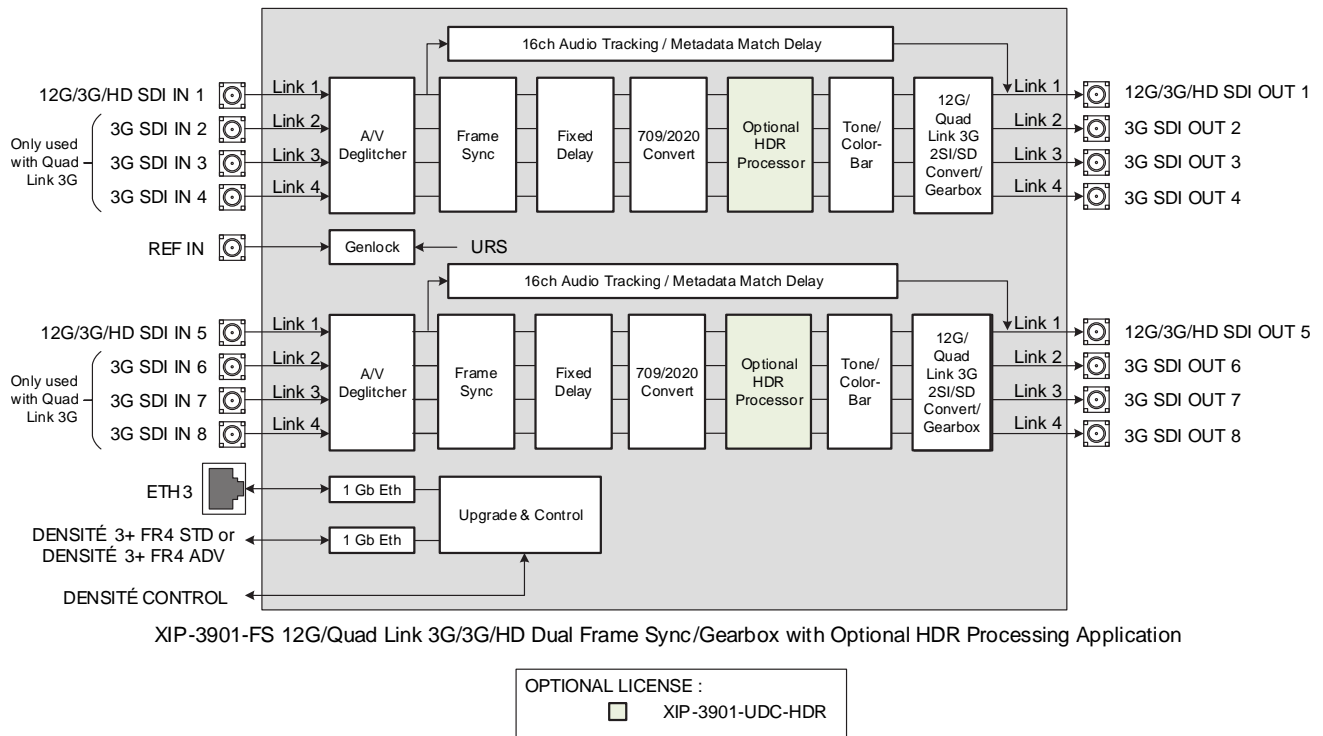 16ch Audio Tracking / Metadata Match Delay
12G/3G/HD SDI IN 1
3G SDI IN 2
3G SDI IN 3
3G SDI IN 4
Only used
with Quad
Link 3G
Link 1
Link 2
Link 3
Link 4
A/V
Deglitcher
Frame
Sync
Fixed
Delay
709/2020
Convert
Optional
HDR
Processor
Tone/
Color-
Bar
12G/
Quad
Link 3G
2SI/SD
Convert/
Gearbox
Link 1
Link 2
Link 3
Link 4
12G/3G/HD SDI OUT 1
3G SDI OUT 2
3G SDI OUT 3
3G SDI OUT 4
REF IN
Genlock
URS
16ch Audio Tracking / Metadata Match Delay
12G/3G/HD SDI IN 5
3G SDI IN 6
3G SDI IN 7
3G SDI IN 8
Only used
with Quad
Link 3G
Link 1
Link 2
Link 3
Link 4
A/V
Deglitcher
Frame
Sync
Fixed
Delay
709/2020
Convert
Optional
HDR
Processor
Tone/
Color-
Bar
12G/
Quad
Link 3G
2SI/SD
Convert/
Gearbox
Link 1
Link 2
Link 3
Link 4
12G/3G/HD SDI OUT 5
3G SDI OUT 6
3G SDI OUT 7
3G SDI OUT 8
ETH 3
1 Gb Eth
Upgrade & Control
DENSITÉ 3+ FR4 STD or
DENSITÉ 3+ FR4 ADV
1 Gb Eth
DENSITÉ CONTROL
XIP-3901-FS 12G/Quad Link 3G/3G/HD Dual Frame Sync/Gearbox with Optional HDR Processing Application
OPTIONAL LICENSE :
XIP-3901-UDC-HDR